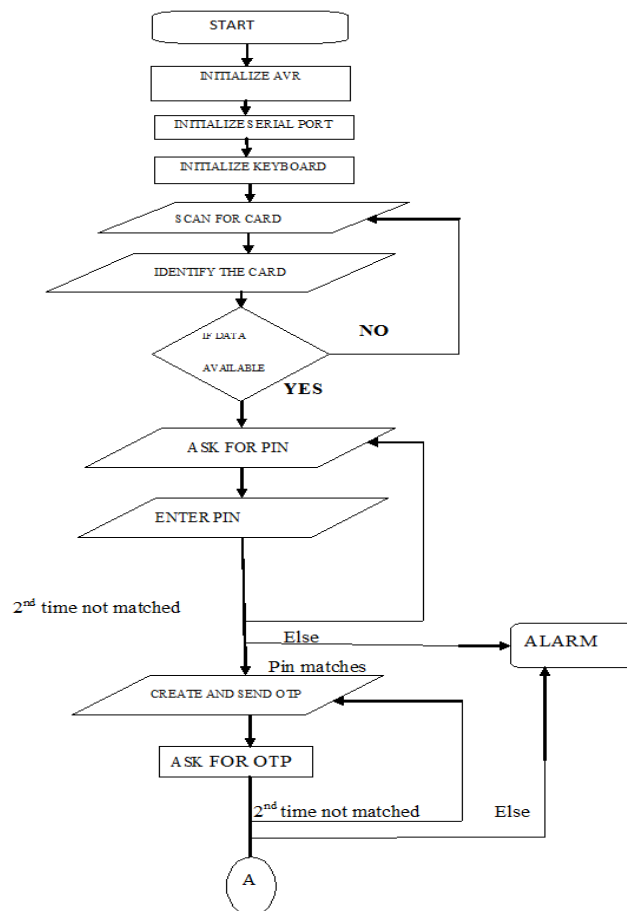 START
INITIALIZE AVR
INITIALIZE SERIAL PORT
INITIALIZE KEYBOARD
SCAN FOR CARD
IDENTIFY THE CARD
IF DATA
AVAILABLE
NO
YES
ASK FOR PIN
ENTER PIN
2nd time not matched
Else
ALARM
Pin matches
CREATE AND SEND OTP
ASK FOR OTP
2nd time not matched
Else
A